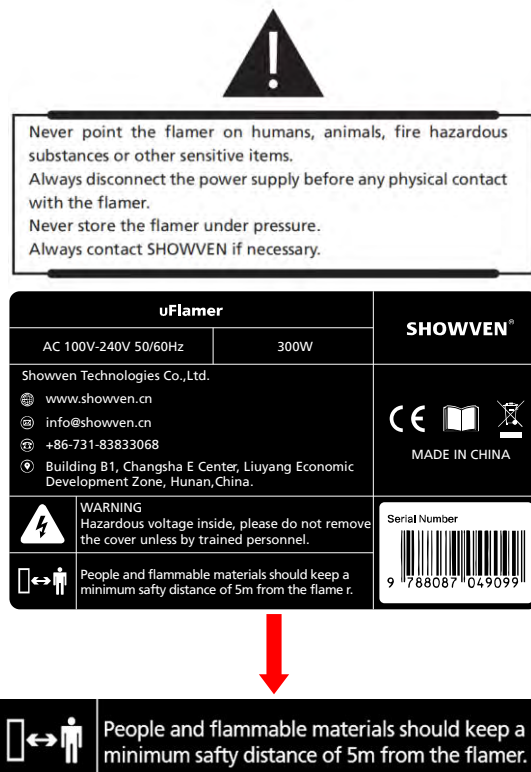 !
Never point the flamer on humans, animals, fire hazardous
substances or other sensitive items.
Always disconnect the power supply before any physical contact
with the flamer.
Never store the flamer under pressure.
Always contact SHOWVEN if necessary.
uFlamer
AC 100V-240V 50/60Hz
300W
SHOWVEN®
Showven Technologies Co.,Ltd.
www.showven.cn
info@showven.cn
+86-731-83833068
Building B1, Changsha E Center, Liuyang Economic
Development Zone, Hunan,China.
CE
MADE IN CHINA
WARNING
Hazardous voltage inside, please do not remove
the cover unless by trained personnel.
People and flammable materials should keep a
minimum safty distance of 5m from the flame r.
Serial Number
9 788087 049099
People and flammable materials should keep a
minimum safty distance of 5m from the flamer.